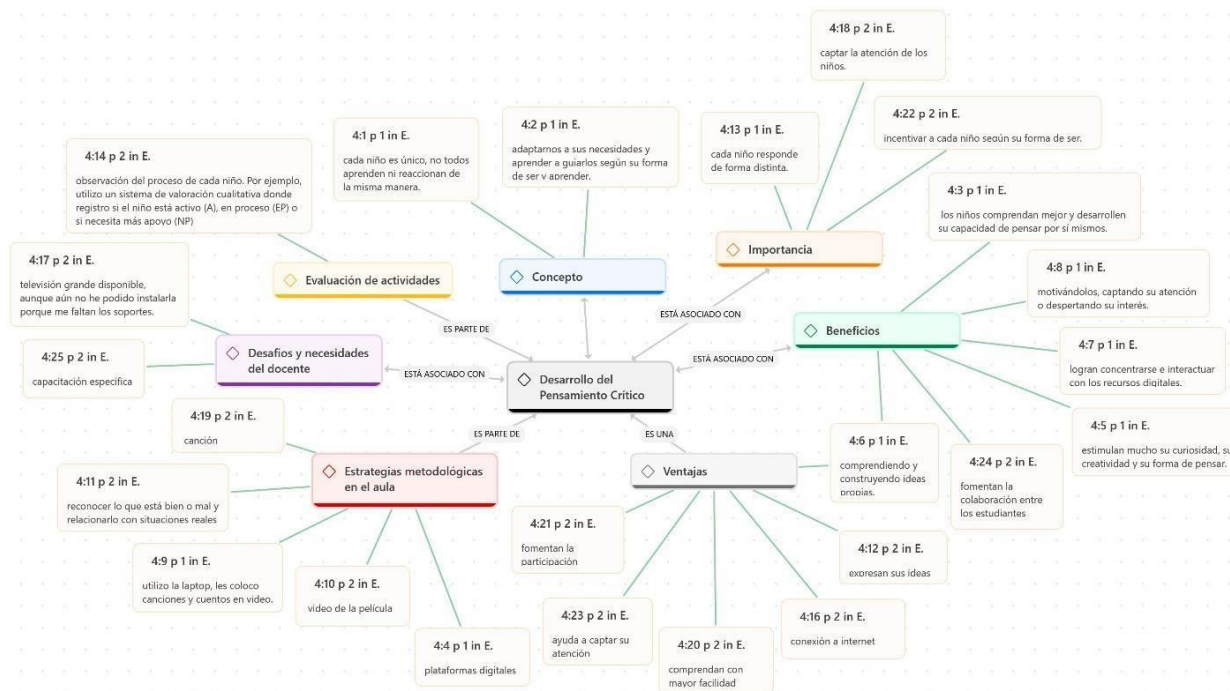 4:18 p 2 in E.
captar la atención de los
niños.
4:2 p 1 in E.
adaptarnos a sus necesidades y
aprender a guiarlos según su forma
de ser y aprender.
4:22 p 2 in E.
incentivar a cada niño según su forma de ser.
4:1 p 1 in E.
cada niño es único, no todos
aprenden ni reaccionan de
la misma manera.
4:13 p 1 in E.
cada niño responde
de forma distinta.
4:14 p 2 in E.
observación del proceso de cada niño. Por ejemplo,
utilizo un sistema de valoración cualitativa donde
registro si el niño está activo (A), en proceso (EP) o
si necesita más apoyo (NP)
4:3 p 1 in E.
los niños comprendan mejor y desarrollen
su capacidad de pensar por sí mismos.
4:17 p 2 in E.
televisión grande disponible,
aunque aún no he podido instalarla
porque me faltan los soportes.
Evaluación de actividades
Concepto
Importancia
4:8 p 1 in E.
motivándolos, captando su atención
o despertando su interés.
ESTÁ ASOCIADO CON
ES PARTE DE
Beneficios
4:7 p 1 in E.
logran concentrarse e interactuar
con los recursos digitales.
4:25 p 2 in E.
capacitación especifica
Desafíos y necesidades
del docente
ESTÁ ASOCIADO CON
ESTÁ ASOCIADO CON
Desarrollo del
Pensamiento Crítico
4:19 p 2 in E.
canción
ES PARTE DE
ES UNA
4:5 p 1 in E.
estimulan mucho su curiosidad, su
creatividad y su forma de pensar.
4:6 p 1 in E.
comprendiendo y
construyendo ideas
propias.
4:24 p 2 in E.
fomentan la
colaboración entre
los estudiantes
4:11 p 2 in E.
reconocer lo que está bien o mal y
relacionarlo con situaciones reales
Estrategias metodológicas
en el aula
Ventajas
4:21 p 2 in E.
fomentan la
participación
4:12 p 2 in E.
expresan sus ideas
4:9 p 1 in E.
utilizo la laptop, les coloco
canciones y cuentos en video.
4:10 p 2 in E.
video de la película
4:23 p 2 in E.
ayuda a captar su
atención
4:16 p 2 in E.
conexión a internet
4:4 p 1 in E.
plataformas digitales
4:20 p 2 in E.
comprendan con
mayor facilidad